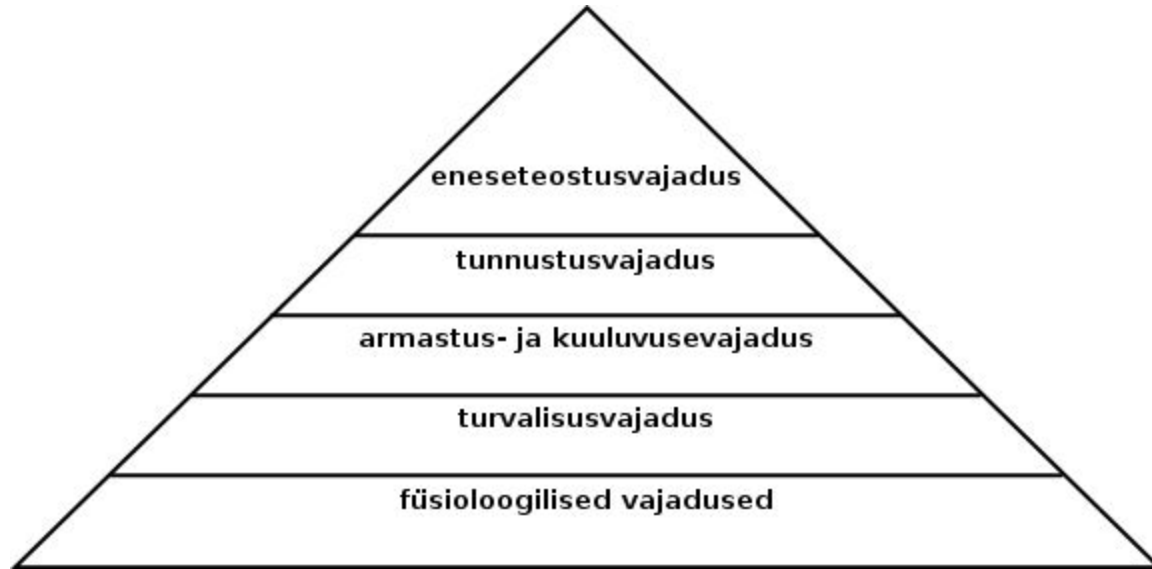 eneseteostusvajadus
tunnustusvajadus
armastus- ja kuuluvusevajadus
turvalisusvajadus
füsioloogilised vajadused